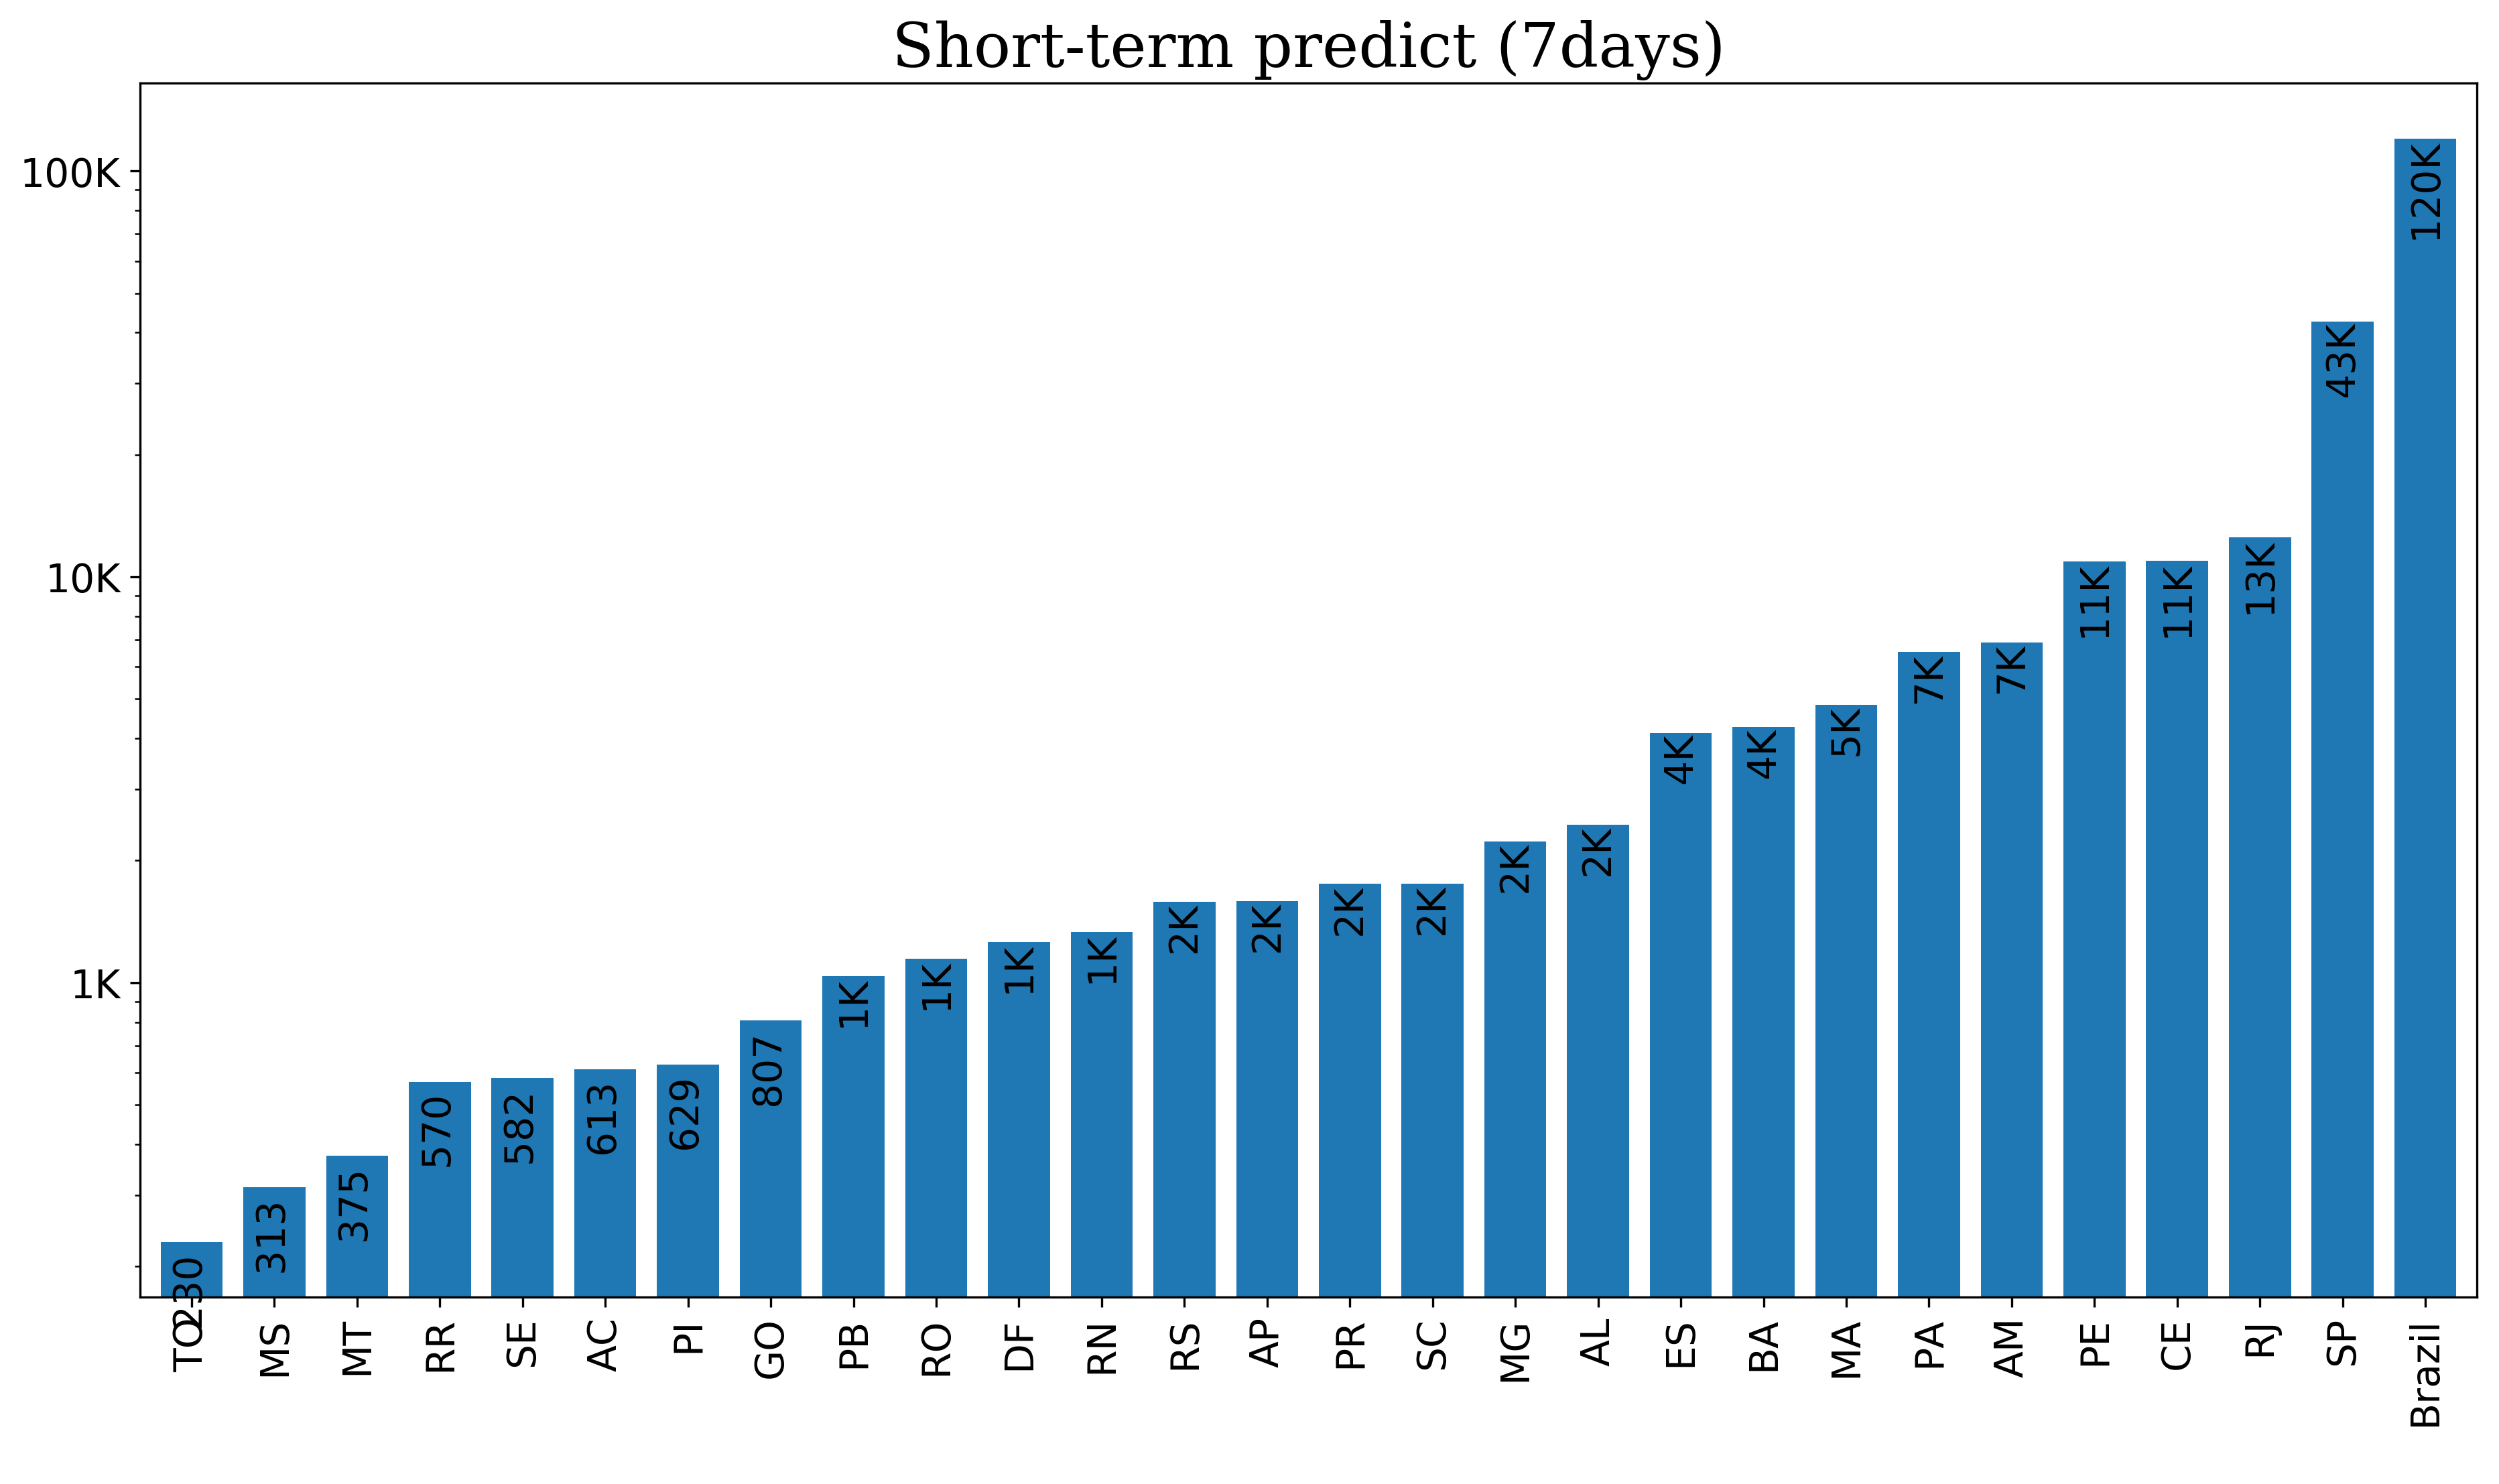 Short-term predict (7days)
100K
10K
1K
230
313
375
570
582
613
629
807
1K
1K
1K
1K
2K
2K
2K
2K
2K
2K
4K
4K
5K
7K
7K
11K
11K
13K
43K
120K
TO
MS
MT
RR
SE
AC
PI
GO
PB
RO
DF
RN
RS
AP
PR
SC
MG
AL
ES
BA
MA
PA
AM
PE
CE
RJ
SP
Brazil